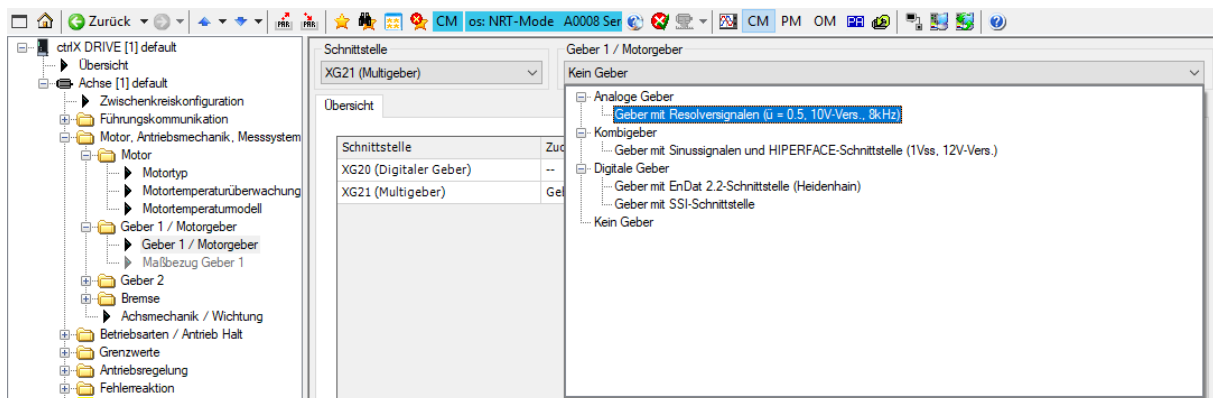 Zurück CM os: NRT-Mode A0008 Ser CM PM OM
ctrlX DRIVE [1] default
Übersicht
Achse [1] default
Zwischenkreiskonfiguration
Führungskommunikation
Motor, Antriebsmechanik, Messsystem
Motor
Motortyp
Motortemperaturüberwachung
Motortemperaturmodell
Geber 1 / Motorgeber
Geber 1 / Motorgeber
Maßbezug Geber 1
Geber 2
Bremse
Achsmechanik / Wichtung
Betriebsarten / Antrieb Halt
Grenzwerte
Antriebsregelung
Fehlerreaktion
Schnittstelle
XG21 (Multigeber)
Geber 1 / Motorgeber
Kein Geber
Übersicht
Schnittstelle
XG20 (Digitaler Geber) --
XG21 (Multigeber)
Analoge Geber
Geber mit Resolversignalen (ü = 0.5, 10V-Vers., 8kHz)
Kombigeber
Geber mit Sinussignalen und HIPERFACE-Schnittstelle (1Vss, 12V-Vers.)
Digitale Geber
Geber mit EnDat 2.2-Schnittstelle (Heidenhain)
Geber mit SSI-Schnittstelle
Kein Geber